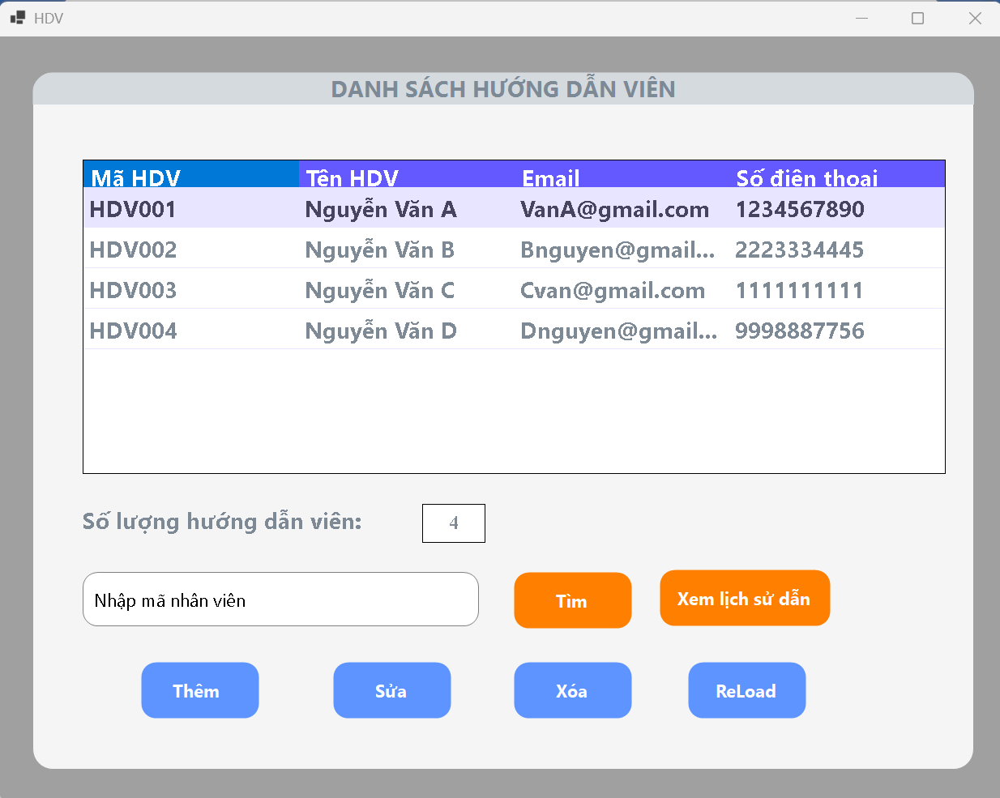 HDV
DANH SÁCH HƯỚNG DẪN VIÊN
Mã HDV Tên HDV Email Số điện thoại
HDV001 Nguyễn Văn A VanA@gmail.com 1234567890
HDV002 Nguyễn Văn B Bnguyen@gmail... 2223334445
HDV003 Nguyễn Văn C Cvan@gmail.com 1111111111
HDV004 Nguyễn Văn D Dnguyen@gmail... 9998887756
Số lượng hướng dẫn viên: 4
Nhập mã nhân viên Tìm Xem lịch sử dẫn
Thêm Sửa Xóa ReLoad